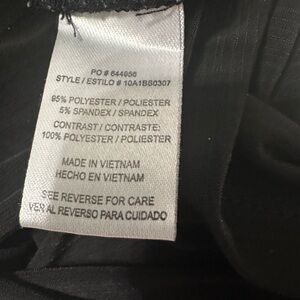 PO # 644956
STYLE / ESTILO # 10A1BS0307
95% POLYESTER / POLIESTER
5% SPANDEX / SPANDEX
CONTRAST / CONTRASTE:
100% POLYESTER / POLIESTER
MADE IN VIETNAM
HECHO EN VIETNAM
SEE REVERSE FOR CARE
VER AL REVERSO PARA CUIDADO